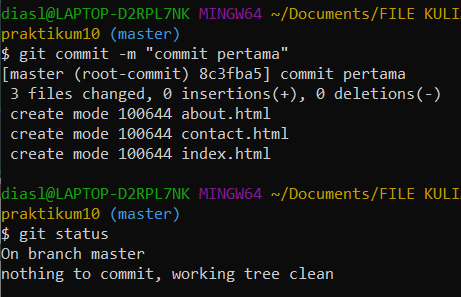 diasl@LAPTOP-D2RPL7NK MINGW64 ~/Documents/FILE KULIA
praktikum10 (master)
$ git commit -m "commit pertama"
[master (root-commit) 8c3fba5] commit pertama
 3 files changed, 0 insertions(+), 0 deletions(-)
 create mode 100644 about.html
 create mode 100644 contact.html
 create mode 100644 index.html
diasl@LAPTOP-D2RPL7NK MINGW64 ~/Documents/FILE KULIA
praktikum10 (master)
$ git status
On branch master
nothing to commit, working tree clean